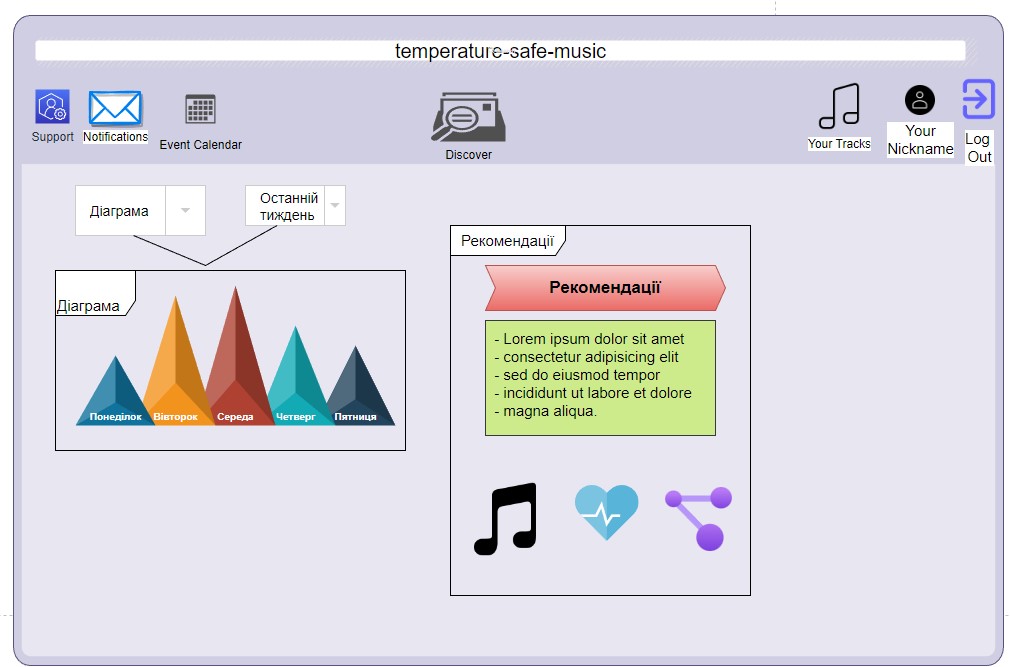 temperature-safe-music
Support
Notifications
Event Calendar
Discover
Your Tracks
Your
Nickname
Log
Out
Діаграма
Останній
тиждень
Діаграма
Понеділок
Вівторок
Середа
Четверг
Пятниця
Рекомендації
Рекомендації
- Lorem ipsum dolor sit amet
- consectetur adipisicing elit
- sed do eiusmod tempor
- incididunt ut labore et dolore
- magna aliqua.